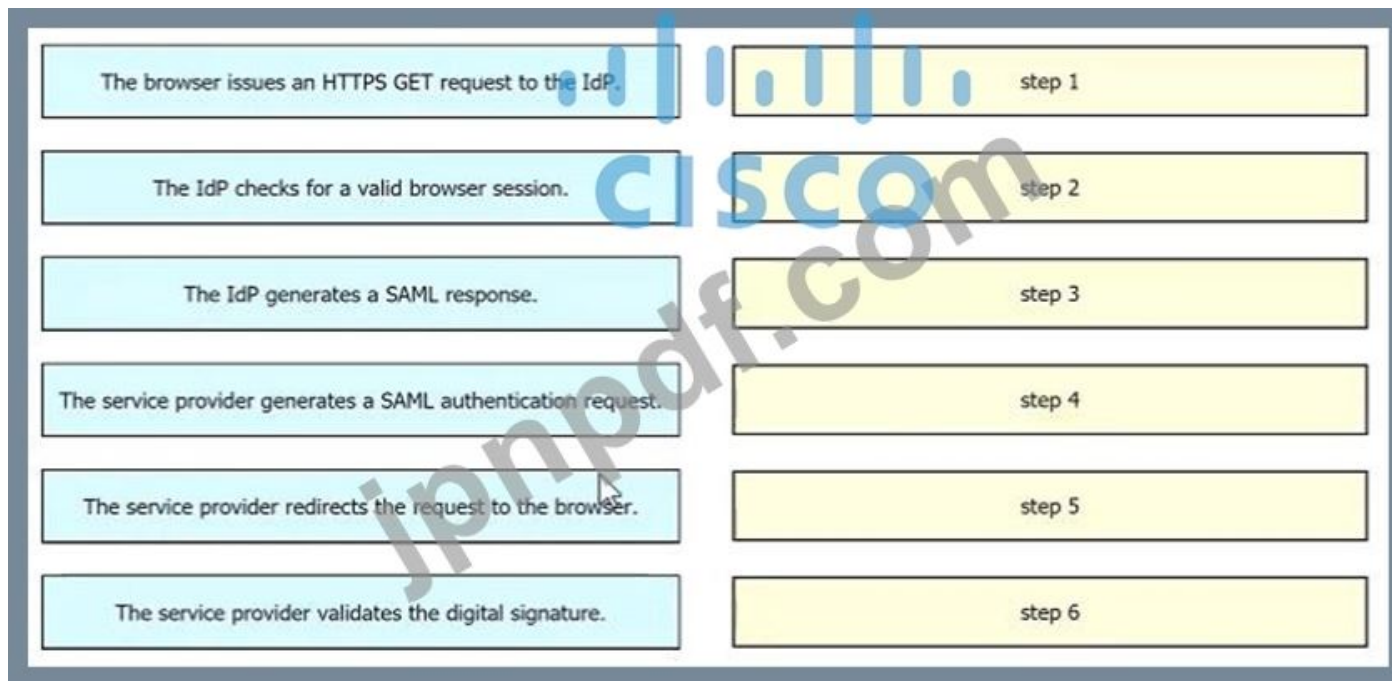 The browser issues an HTTPS GET request to the IdP.
step 1
The IdP checks for a valid browser session.
step 2
The IdP generates a SAML response.
step 3
The service provider generates a SAML authentication request.
step 4
The service provider redirects the request to the browser.
step 5
The service provider validates the digital signature.
step 6
CISCO
jpnpdf.com